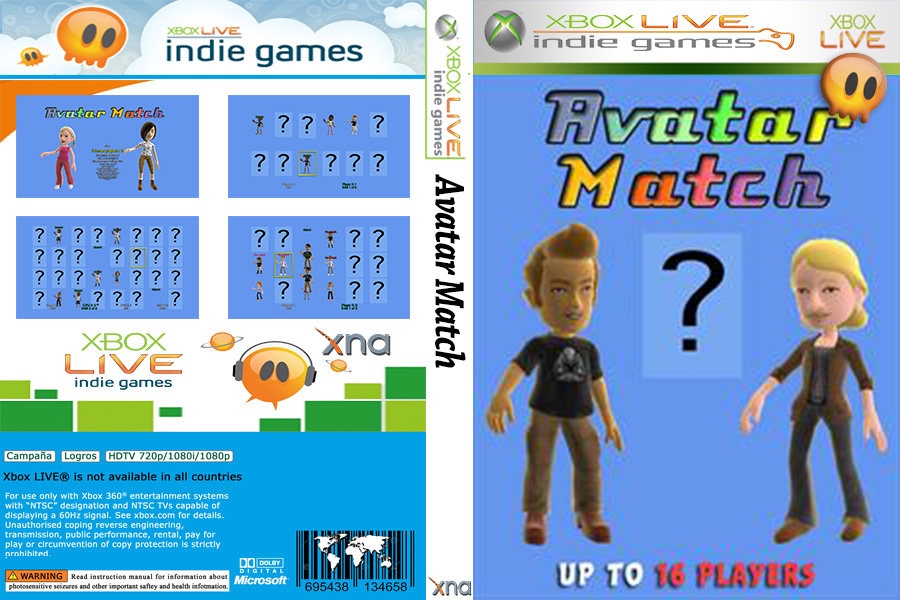 XBOX LIVE
indie games
Avatar Match
XBOX LIVE
indie games
xna
Campaña Logros HDTV 720p/1080i/1080p
Xbox LIVE® is not available in all countries
For use only with Xbox 360® entertainment systems
with “NTSC” designation and NTSC TVs capable of
displaying a 60Hz signal. See xbox.com for details.
Unauthorised coping reverse engineering,
transmission, public performance, rental, pay for
play or circumvention of copy protection is strictly
prohibited.
WARNING Read instruction manual for information about
photosensitive seizures and other important saftey and health infotmation.
DOLBY
DIGITAL
Microsoft
695438 134658
XBOX LIVE
indie games
Avatar Match
xna
XBOX LIVE
indie games
XBOX
LIVE
Avatar
Match
?
UP TO 16 PLAYERS